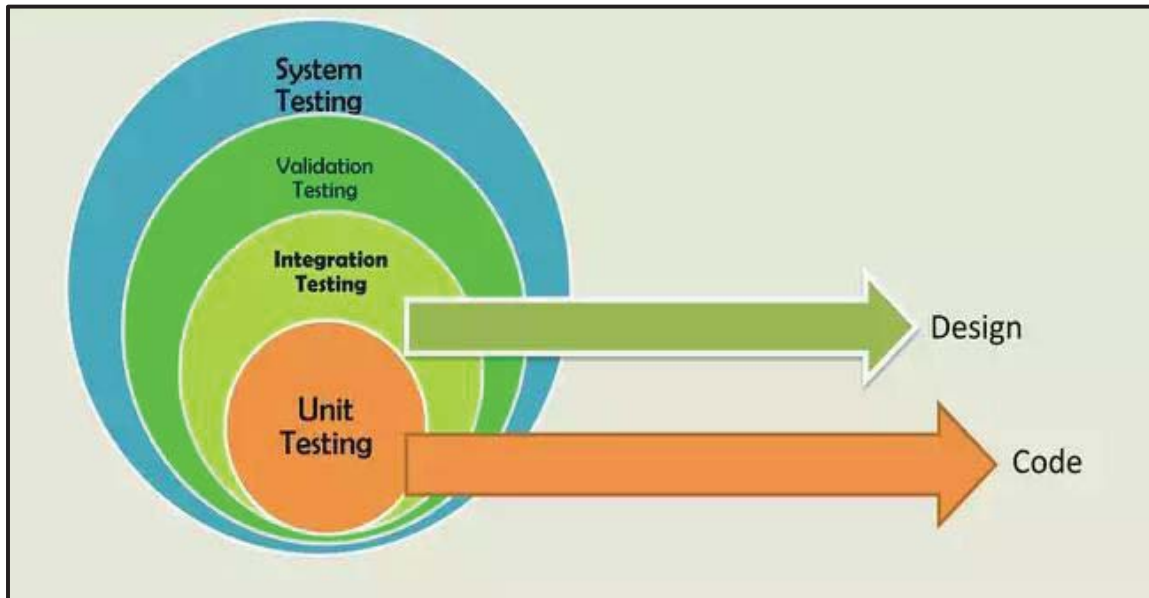 System
Testing
Validation
Testing
Integration
Testing
Design
Unit
Testing
Code